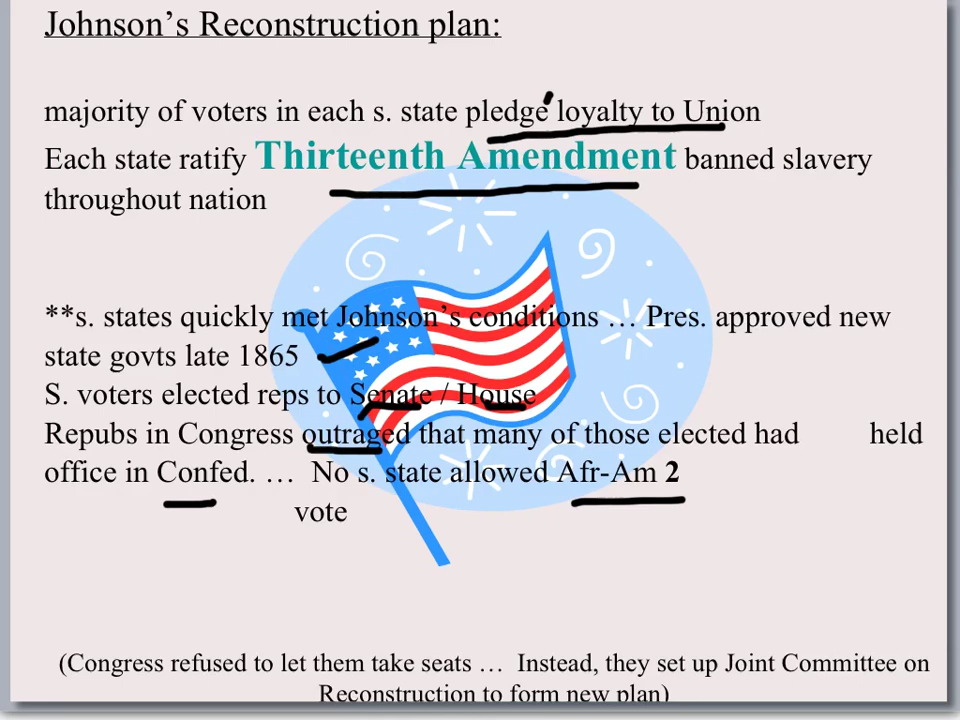 Johnson’s Reconstruction plan:
majority of voters in each s. state pledge loyalty to Union
Each state ratify Thirteenth Amendment banned slavery
throughout nation
**s. states quickly met Johnson’s conditions … Pres. approved new
state govts late 1865
S. voters elected reps to Senate / House
Repubs in Congress outraged that many of those elected had held
office in Confed. … No s. state allowed Afr-Am 2
vote
(Congress refused to let them take seats … Instead, they set up Joint Committee on
Reconstruction to form new plan)